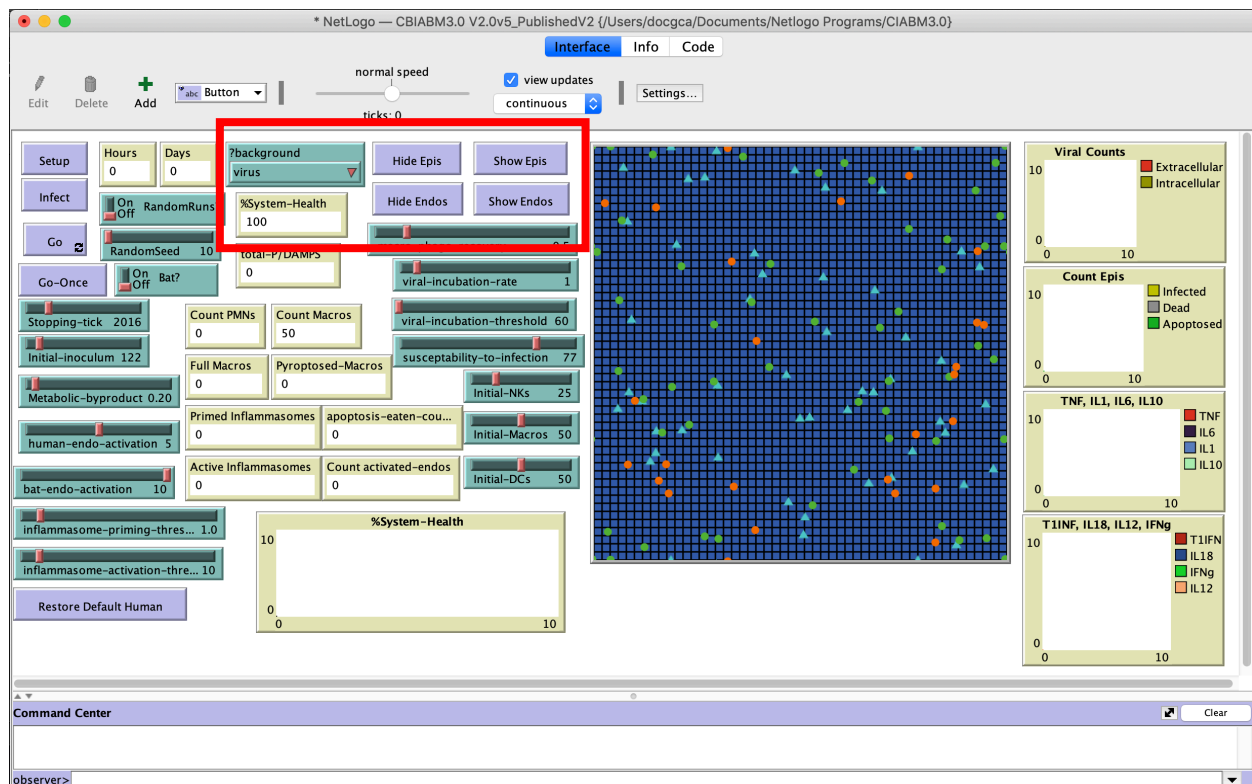 * NetLogo — CBIABM3.0 V2.0v5_PublishedV2 {/Users/docgca/Documents/Netlogo Programs/CIABM3.0}
Interface Info Code
Edit Delete Add abc Button
normal speed
ticks: 0
view updates
continuous
Settings...
Setup
Infect
Go
Go-Once
Hours
0
Days
0
On
Off
RandomRuns
RandomSeed 10
On
Off
Bat?
?background
virus
%System-Health
100
total-P/DAMPS
0
Hide Epis
Show Epis
Hide Endos
Show Endos
0.5
viral-incubation-rate 1
viral-incubation-threshold 60
susceptability-to-infection 77
Stopping-tick 2016
Initial-inoculum 122
Metabolic-byproduct 0.20
human-endo-activation 5
bat-endo-activation 10
inflammasome-priming-thres... 1.0
inflammasome-activation-thre... 10
Restore Default Human
Count PMNs
0
Count Macros
50
Full Macros
0
Pyroptosed-Macros
0
Primed Inflammasomes
0
apoptosis-eaten-cou...
0
Active Inflammasomes
0
Count activated-endos
0
Initial-NKs 25
Initial-Macros 50
Initial-DCs 50
%System-Health
10
0
0 10
Viral Counts
10
0
0 10
Extracellular
Intracellular
Count Epis
10
0
0 10
Infected
Dead
Apoptosed
TNF, IL1, IL6, IL10
10
0
0 10
TNF
IL6
IL1
IL10
T1INF, IL18, IL12, IFNg
10
0
0 10
T1IFN
IL18
IFNg
IL12
Command Center
Clear
observer>